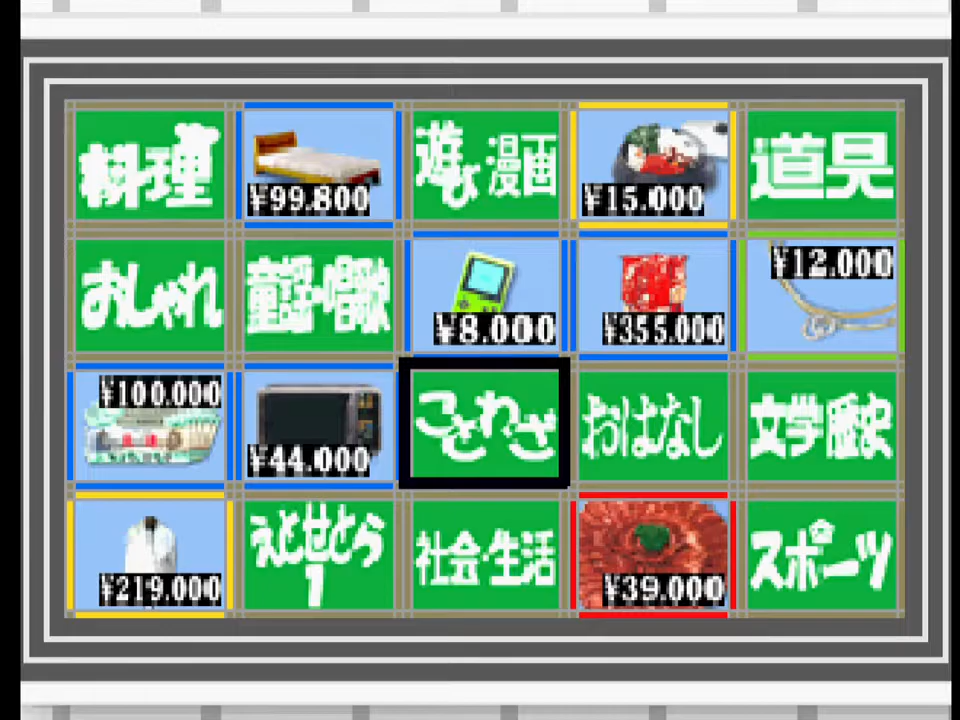 料理
¥99.800
遊び漫画
¥15.000
道具
おしゃれ
童謡・唱歌
¥8.000
¥355.000
¥12.000
¥100.000
¥44.000
ことわざ
おはなし
文学歴史
¥219.000
えとせとら
1
社会・生活
¥39.000
スポーツ